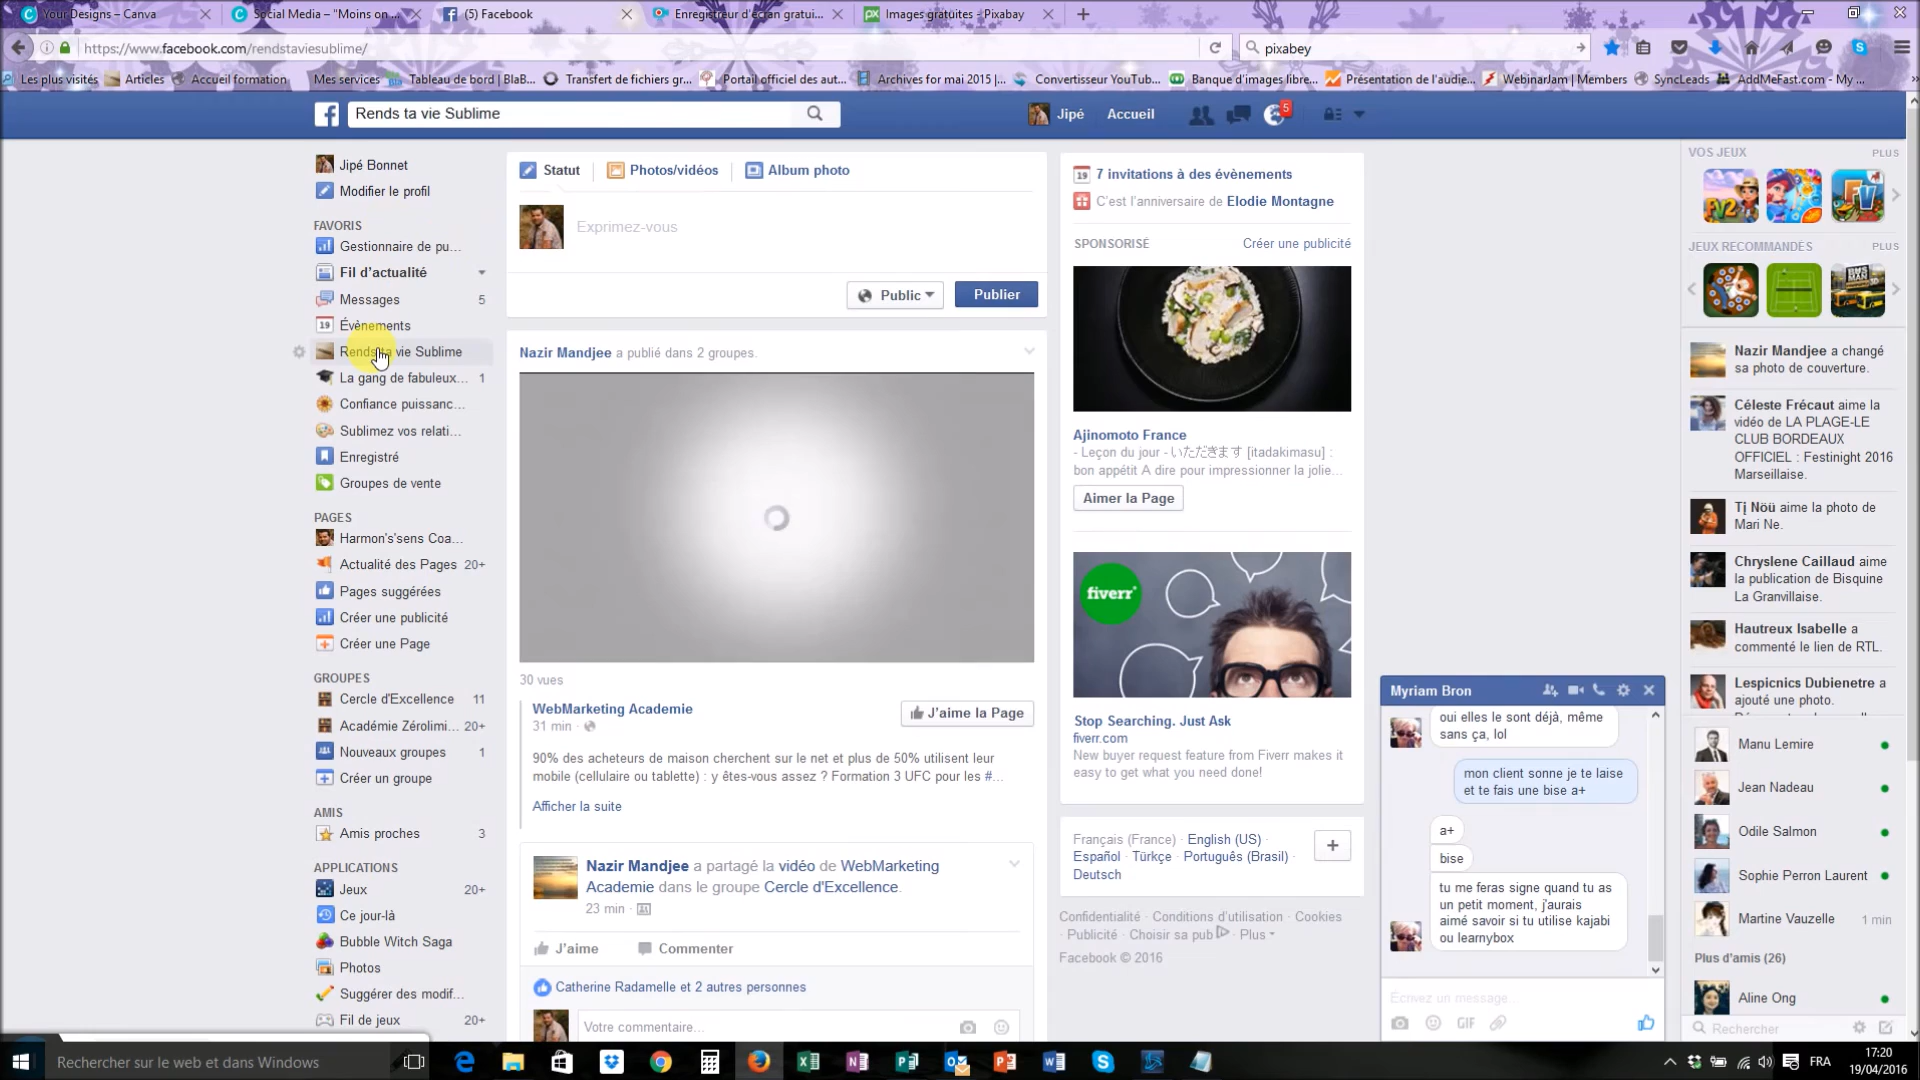 Your Designs – Canva
Social Media – "Moins on ...
(5) Facebook
Enregistreur d'écran gratui...
Images gratuites - Pixabay
https://www.facebook.com/rendstaviesublime/
pixabey
Les plus visités
Articles
Accueil formation
Mes services
Tableau de bord | BlaB...
Transfert de fichiers gr...
Portail officiel des aut...
Archives for mai 2015 |...
Convertisseur YouTub...
Banque d'images libre...
Présentation de l'audie...
WebinarJam | Members
SyncLeads
AddMeFast.com - My ...
Rends ta vie Sublime
Jipé
Accueil
5
Jipé Bonnet
Modifier le profil
FAVORIS
Gestionnaire de pu...
Fil d'actualité
Messages 5
19 Évènements
Rends ta vie Sublime
La gang de fabuleux... 1
Confiance puissanc...
Sublimez vos relati...
Enregistré
Groupes de vente
PAGES
Harmon's'sens Coa...
Actualité des Pages 20+
Pages suggérées
Créer une publicité
Créer une Page
GROUPES
Cercle d'Excellence 11
Académie Zérolimi... 20+
Nouveaux groupes 1
Créer un groupe
AMIS
Amis proches 3
APPLICATIONS
Jeux 20+
Ce jour-là
Bubble Witch Saga
Photos
Suggérer des modif...
Fil de jeux 20+
Statut
Photos/vidéos
Album photo
Exprimez-vous
Public
Publier
Nazir Mandjee a publié dans 2 groupes.
30 vues
WebMarketing Academie
31 min ·
J'aime la Page
90% des acheteurs de maison cherchent sur le net et plus de 50% utilisent leur
mobile (cellulaire ou tablette) : y êtes-vous assez ? Formation 3 UFC pour les #...
Afficher la suite
Nazir Mandjee a partagé la vidéo de WebMarketing
Academie dans le groupe Cercle d'Excellence.
23 min ·
J'aime
Commenter
Catherine Radamelle et 2 autres personnes
Votre commentaire...
19 7 invitations à des évènements
C'est l'anniversaire de Elodie Montagne
SPONSORISÉ
Créer une publicité
Ajinomoto France
- Leçon du jour - いただきます [itadakimasu] :
bon appétit A dire pour impressionner la jolie...
Aimer la Page
fiverr
Stop Searching. Just Ask
fiverr.com
New buyer request feature from Fiverr makes it
easy to get what you need done!
Français (France) · English (US) ·
Español · Türkçe · Português (Brasil) ·
Deutsch
Confidentialité · Conditions d'utilisation · Cookies
· Publicité · Choisir sa pub · Plus
Facebook © 2016
VOS JEUX
PLUS
FV2
FV
JEUX RECOMMANDÉS
PLUS
Nazir Mandjee a changé
sa photo de couverture.
Céleste Frécaut aime la
vidéo de LA PLAGE-LE
CLUB BORDEAUX
OFFICIEL : Festinight 2016
Marseillaise.
Tị Nöü aime la photo de
Mari Ne.
Chryslene Caillaud aime
la publication de Bisquine
La Granvillaise.
Hautreux Isabelle a
commenté le lien de RTL.
Lespicnics Dubienetre a
ajouté une photo.
Manu Lemire
Jean Nadeau
Odile Salmon
Sophie Perron Laurent
Martine Vauzelle 1 min
Plus d'amis (26)
Aline Ong
Rechercher
Myriam Bron
oui elles le sont déjà, même
sans ça, lol
mon client sonne je te laise
et te fais une bise a+
a+
bise
tu me feras signe quand tu as
un petit moment, j'aurais
aimé savoir si tu utilise kajabi
ou learnybox
Ecrivez un message...
GIF
Rechercher sur le web et dans Windows
FRA
17:20
19/04/2016